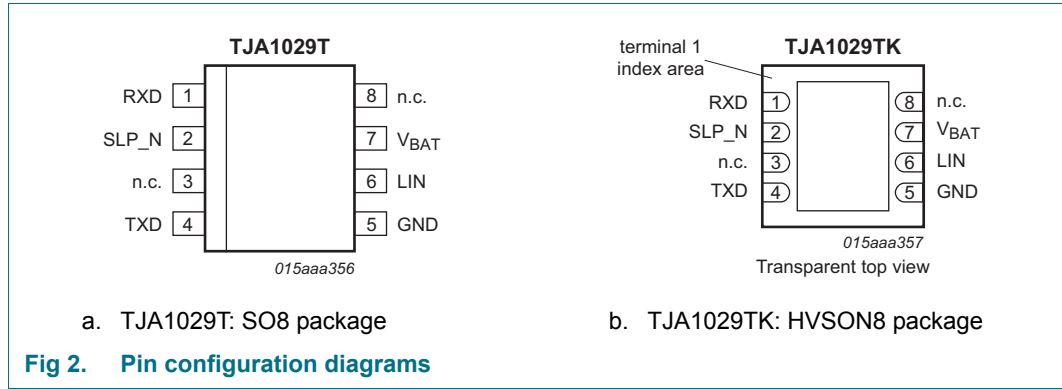 TJA1029T
RXD 1
SLP_N 2
n.c. 3
TXD 4
8 n.c.
7 VBAT
6 LIN
5 GND
015aaa356
a. TJA1029T: SO8 package
terminal 1
index area
TJA1029TK
RXD 1
SLP_N 2
n.c. 3
TXD 4
8 n.c.
7 VBAT
6 LIN
5 GND
015aaa357
Transparent top view
b. TJA1029TK: HVSON8 package
Fig 2. Pin configuration diagrams